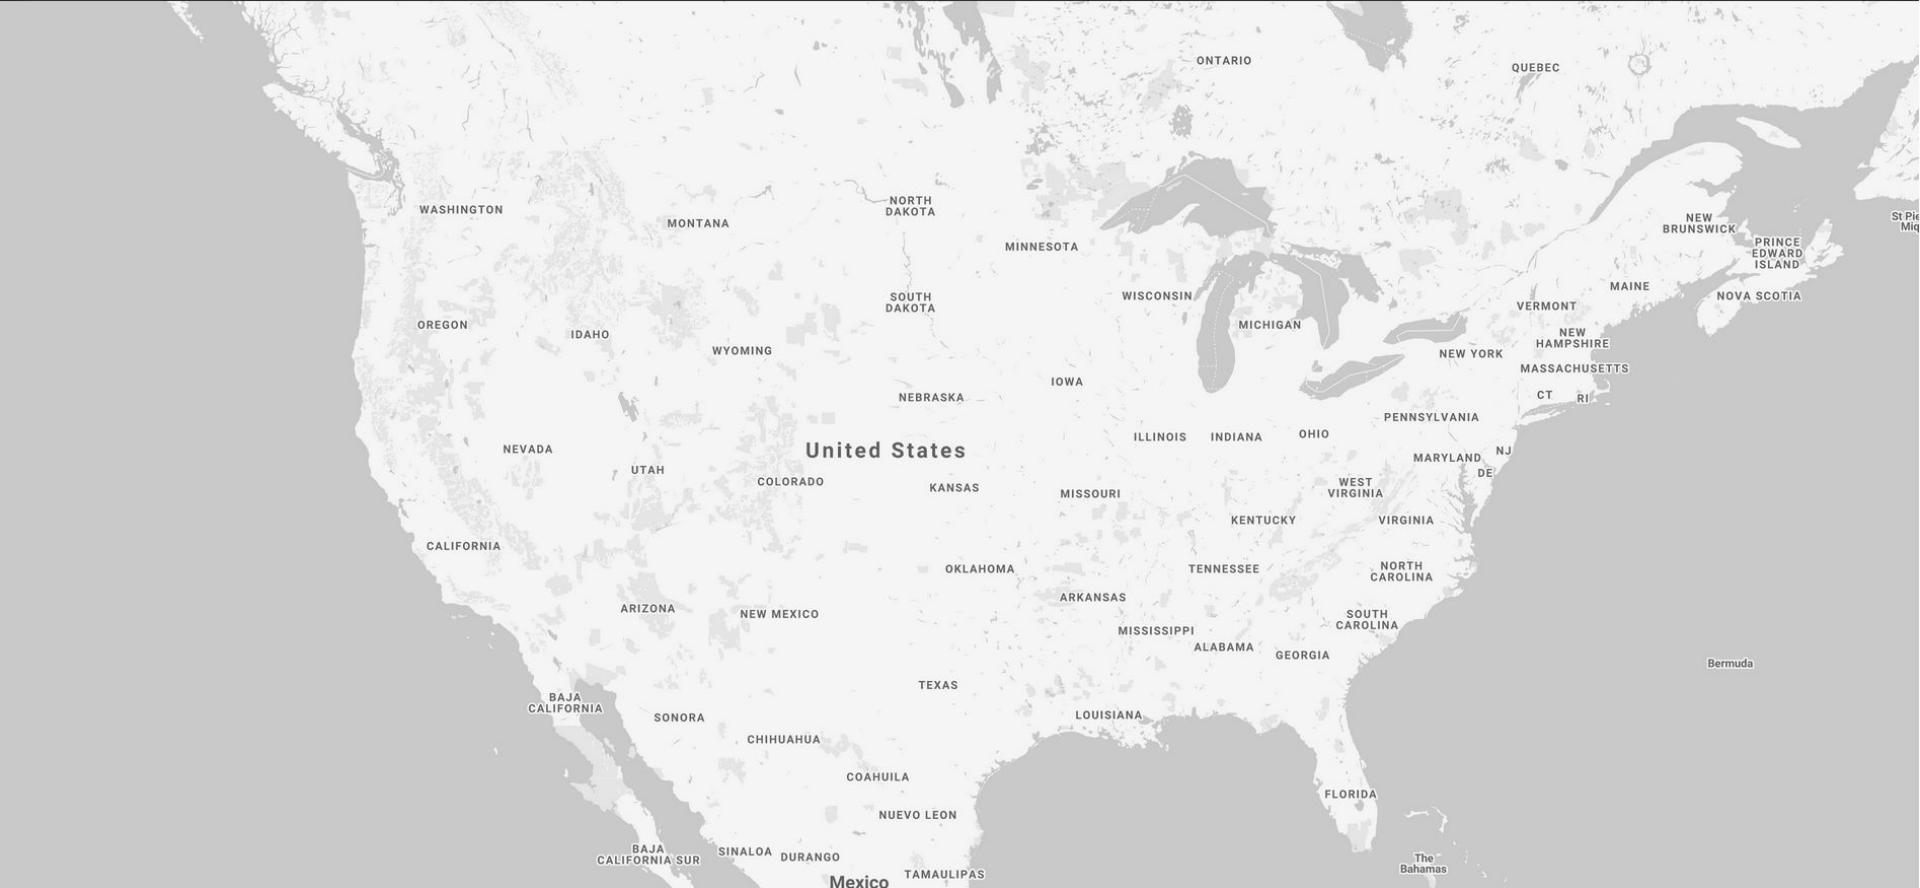 ONTARIO
QUEBEC
WASHINGTON
MONTANA
NORTH
DAKOTA
MINNESOTA
NEW
BRUNSWICK
St Pie
Miq
PRINCE
EDWARD
ISLAND
MAINE
NOVA SCOTIA
WISCONSIN
SOUTH
DAKOTA
VERMONT
OREGON
IDAHO
MICHIGAN
NEW
HAMPSHIRE
WYOMING
NEW YORK
MASSACHUSETTS
IOWA
NEBRASKA
CT
RI
PENNSYLVANIA
ILLINOIS
INDIANA
OHIO
NEVADA
United States
UTAH
COLORADO
KANSAS
MISSOURI
MARYLAND
NJ
DE
WEST
VIRGINIA
KENTUCKY
VIRGINIA
CALIFORNIA
OKLAHOMA
TENNESSEE
NORTH
CAROLINA
ARKANSAS
ARIZONA
NEW MEXICO
SOUTH
CAROLINA
MISSISSIPPI
ALABAMA
GEORGIA
Bermuda
TEXAS
BAJA
CALIFORNIA
SONORA
LOUISIANA
CHIHUAHUA
COAHUILA
FLORIDA
NUEVO LEON
BAJA
CALIFORNIA SUR
SINALOA
DURANGO
The
Bahamas
TAMAULIPAS
Mexico